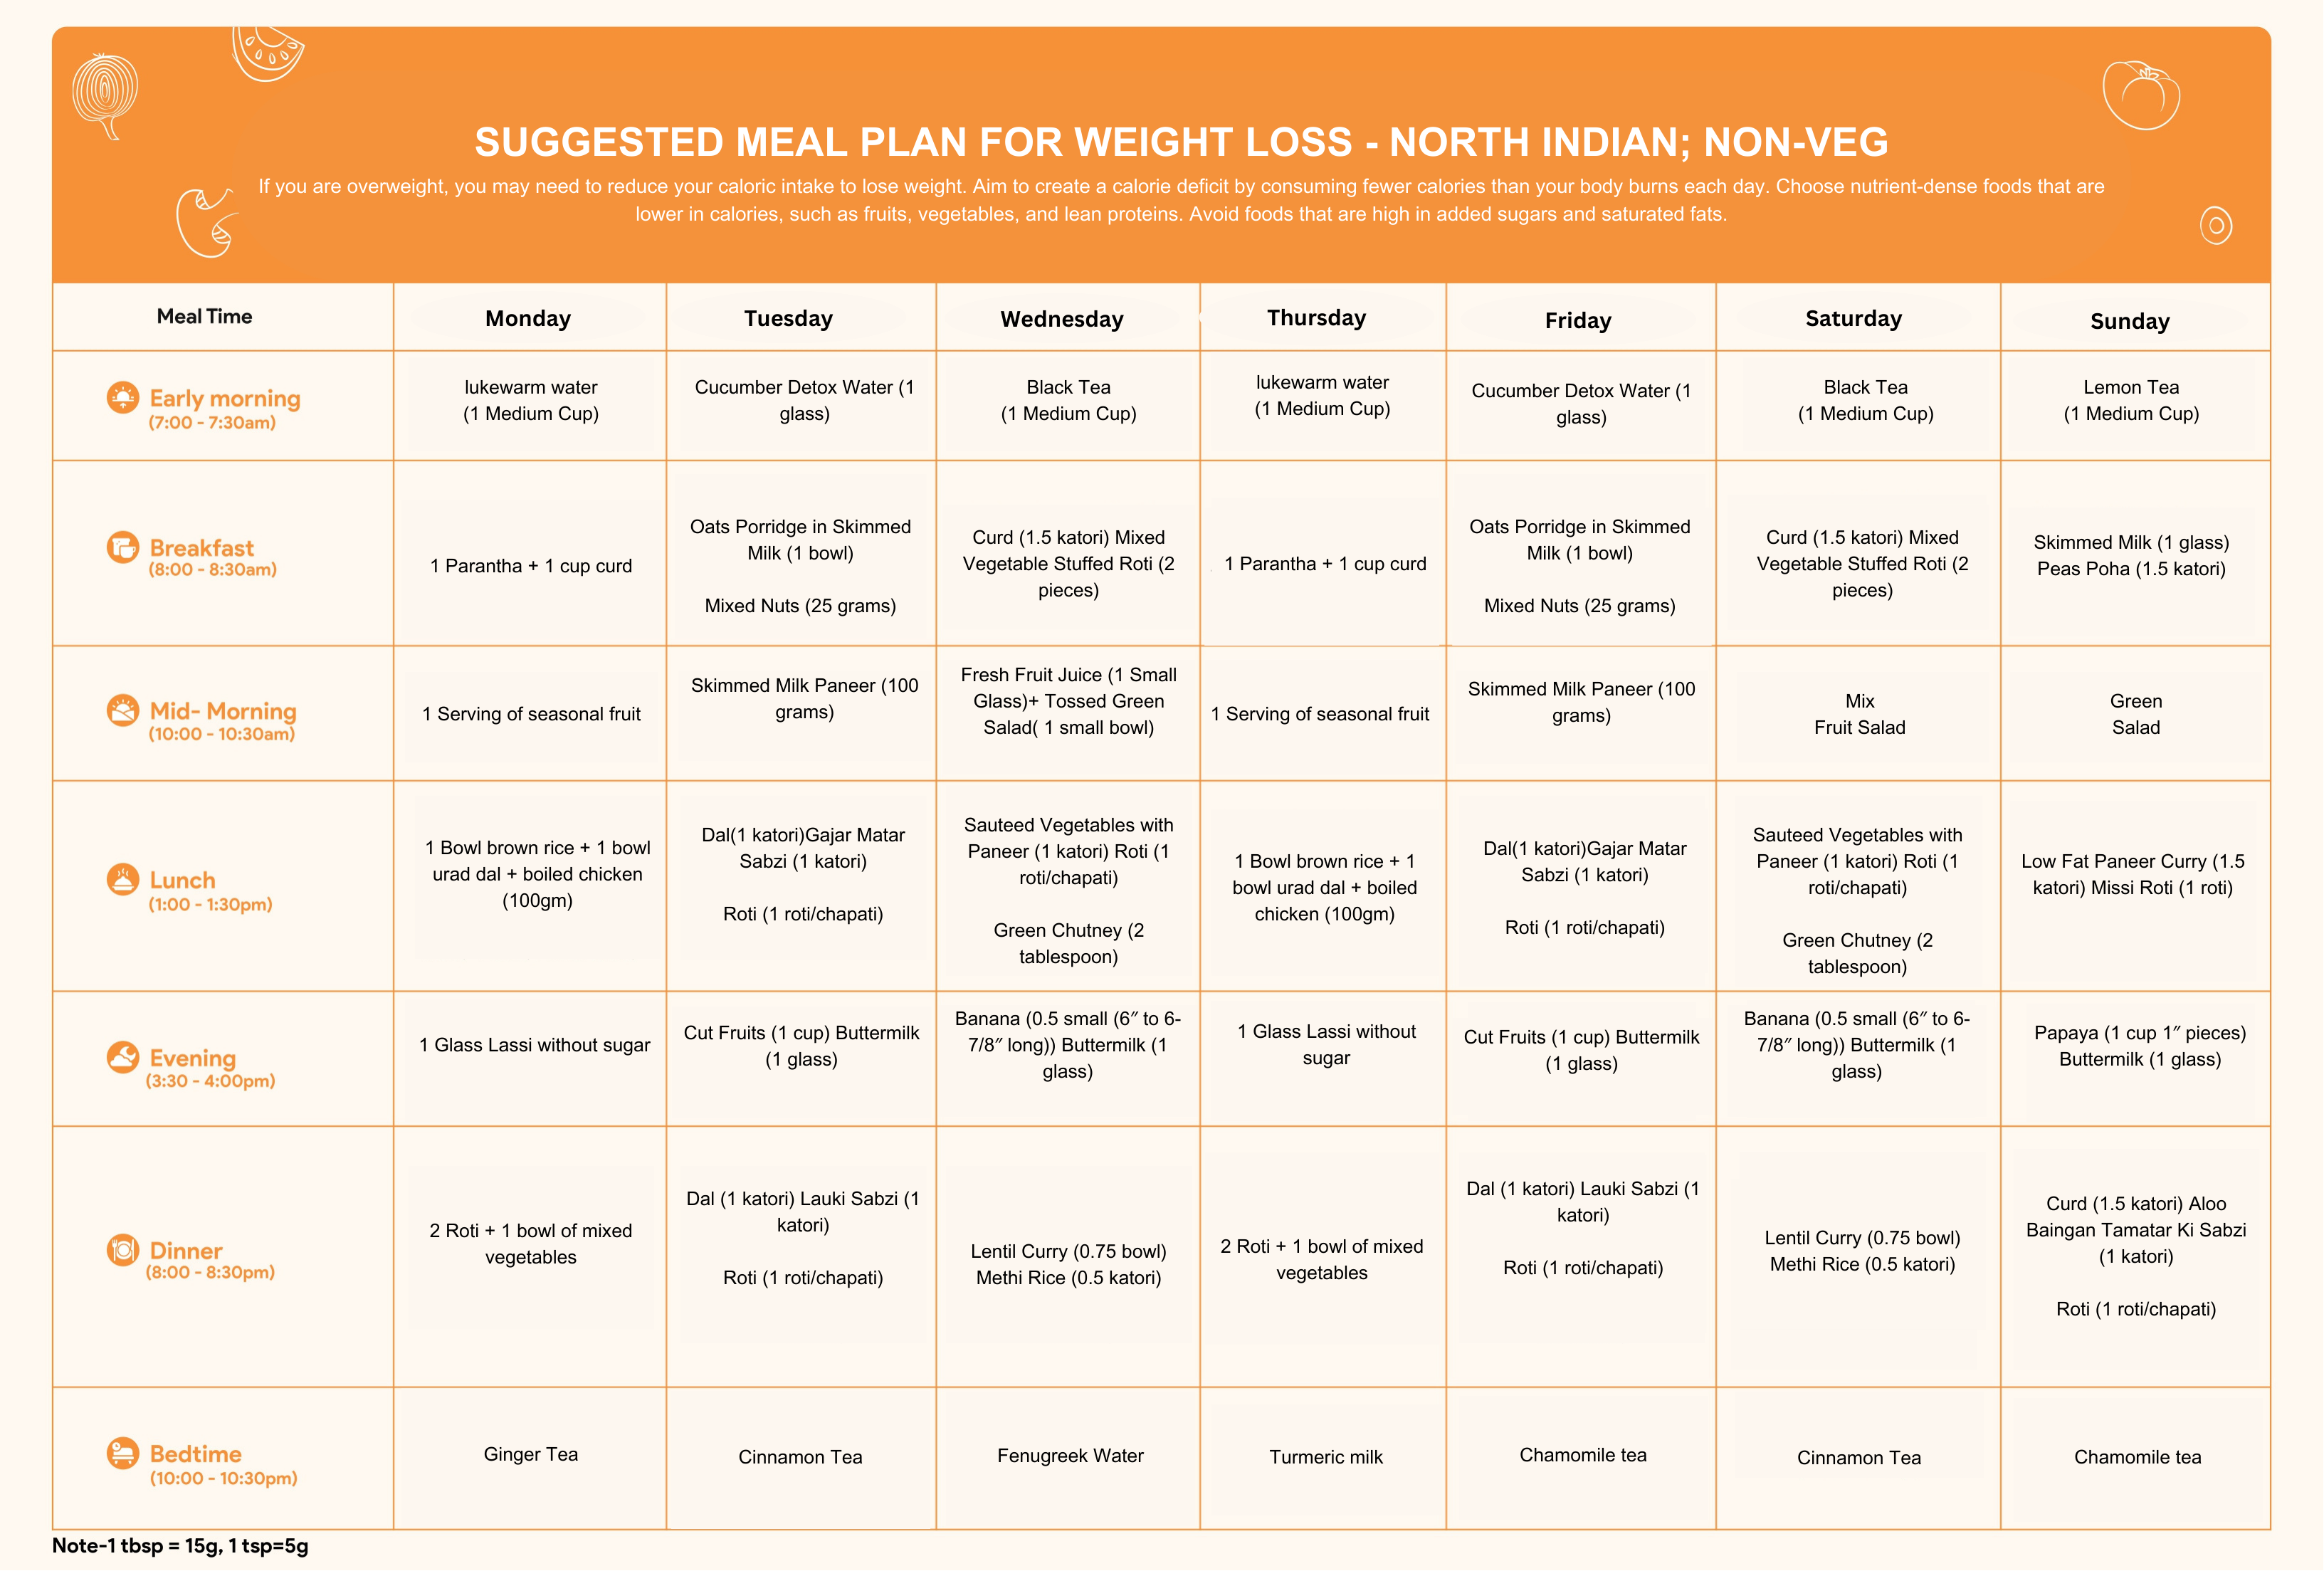 SUGGESTED MEAL PLAN FOR WEIGHT LOSS - NORTH INDIAN; NON-VEG
If you are overweight, you may need to reduce your caloric intake to lose weight. Aim to create a calorie deficit by consuming fewer calories than your body burns each day. Choose nutrient-dense foods that are
lower in calories, such as fruits, vegetables, and lean proteins. Avoid foods that are high in added sugars and saturated fats.
Meal Time
Monday
Tuesday
Wednesday
Thursday
Friday
Saturday
Sunday
Early morning
(7:00 - 7:30am)
lukewarm water
(1 Medium Cup)
Cucumber Detox Water (1
glass)
Black Tea
(1 Medium Cup)
lukewarm water
(1 Medium Cup)
Cucumber Detox Water (1
glass)
Black Tea
(1 Medium Cup)
Lemon Tea
(1 Medium Cup)
Breakfast
(8:00 - 8:30am)
1 Parantha + 1 cup curd
Oats Porridge in Skimmed
Milk (1 bowl)
Mixed Nuts (25 grams)
Curd (1.5 katori) Mixed
Vegetable Stuffed Roti (2
pieces)
1 Parantha + 1 cup curd
Oats Porridge in Skimmed
Milk (1 bowl)
Mixed Nuts (25 grams)
Curd (1.5 katori) Mixed
Vegetable Stuffed Roti (2
pieces)
Skimmed Milk (1 glass)
Peas Poha (1.5 katori)
Mid- Morning
(10:00 - 10:30am)
1 Serving of seasonal fruit
Skimmed Milk Paneer (100
grams)
Fresh Fruit Juice (1 Small
Glass)+ Tossed Green
Salad( 1 small bowl)
1 Serving of seasonal fruit
Skimmed Milk Paneer (100
grams)
Mix
Fruit Salad
Green
Salad
Lunch
(1:00 - 1:30pm)
1 Bowl brown rice + 1 bowl
urad dal + boiled chicken
(100gm)
Dal(1 katori)Gajar Matar
Sabzi (1 katori)
Roti (1 roti/chapati)
Sauteed Vegetables with
Paneer (1 katori) Roti (1
roti/chapati)
Green Chutney (2
tablespoon)
1 Bowl brown rice + 1
bowl urad dal + boiled
chicken (100gm)
Dal(1 katori)Gajar Matar
Sabzi (1 katori)
Roti (1 roti/chapati)
Sauteed Vegetables with
Paneer (1 katori) Roti (1
roti/chapati)
Green Chutney (2
tablespoon)
Low Fat Paneer Curry (1.5
katori) Missi Roti (1 roti)
Evening
(3:30 - 4:00pm)
1 Glass Lassi without sugar
Cut Fruits (1 cup) Buttermilk
(1 glass)
Banana (0.5 small (6″ to 6-
7/8″ long)) Buttermilk (1
glass)
1 Glass Lassi without
sugar
Cut Fruits (1 cup) Buttermilk
(1 glass)
Banana (0.5 small (6″ to 6-
7/8″ long)) Buttermilk (1
glass)
Papaya (1 cup 1″ pieces)
Buttermilk (1 glass)
Dinner
(8:00 - 8:30pm)
2 Roti + 1 bowl of mixed
vegetables
Dal (1 katori) Lauki Sabzi (1
katori)
Roti (1 roti/chapati)
Lentil Curry (0.75 bowl)
Methi Rice (0.5 katori)
2 Roti + 1 bowl of mixed
vegetables
Dal (1 katori) Lauki Sabzi (1
katori)
Roti (1 roti/chapati)
Lentil Curry (0.75 bowl)
Methi Rice (0.5 katori)
Curd (1.5 katori) Aloo
Baingan Tamatar Ki Sabzi
(1 katori)
Roti (1 roti/chapati)
Bedtime
(10:00 - 10:30pm)
Ginger Tea
Cinnamon Tea
Fenugreek Water
Turmeric milk
Chamomile tea
Cinnamon Tea
Chamomile tea
Note-1 tbsp = 15g, 1 tsp=5g